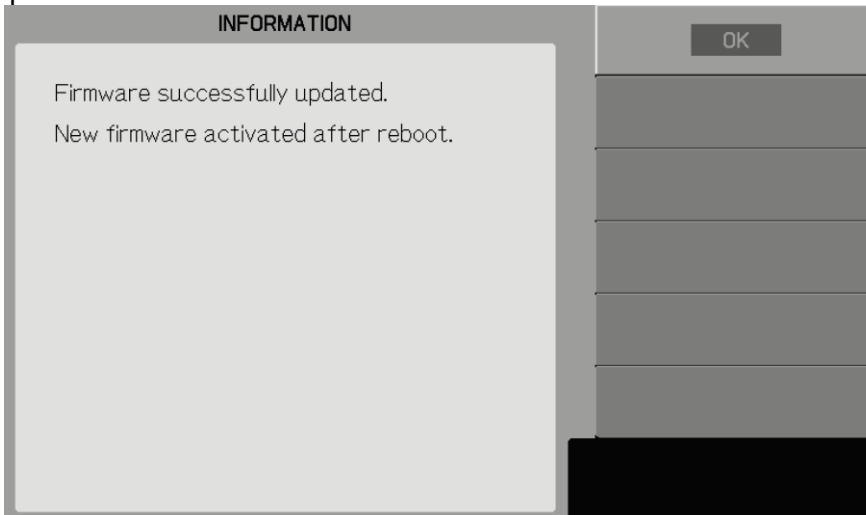 INFORMATION
OK
Firmware successfully updated.
New firmware activated after reboot.